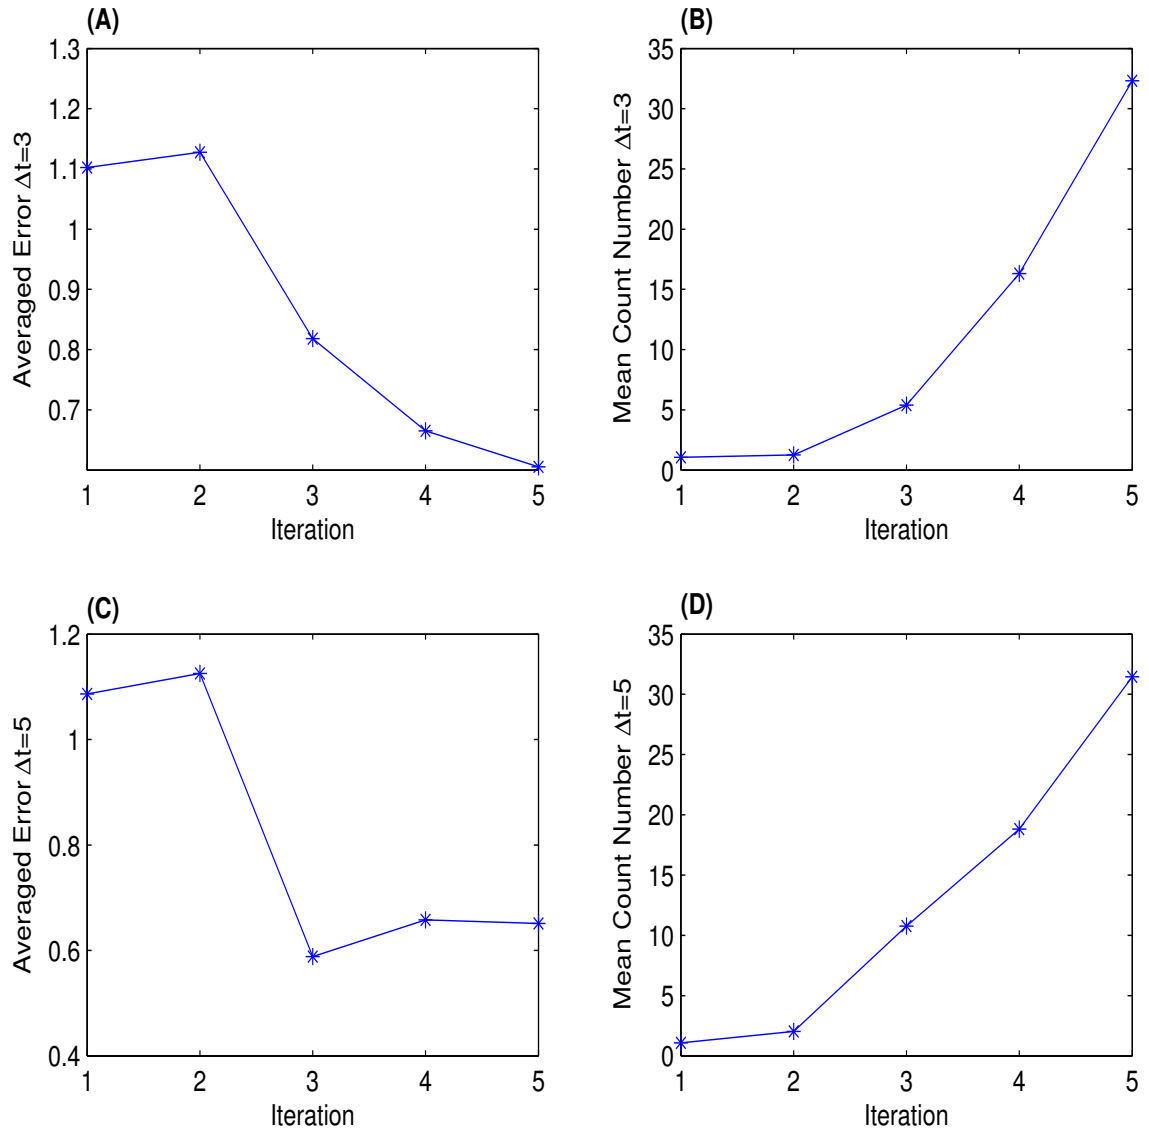 (A)
1.3
1.2
1.1
1
0.9
0.8
0.7
Averaged Error Δt=3
1 2 3 4 5
Iteration
(B)
35
30
25
20
15
10
5
0
Mean Count Number Δt=3
1 2 3 4 5
Iteration
(C)
1.2
1
0.8
0.6
0.4
Averaged Error Δt=5
1 2 3 4 5
Iteration
(D)
35
30
25
20
15
10
5
0
Mean Count Number Δt=5
1 2 3 4 5
Iteration